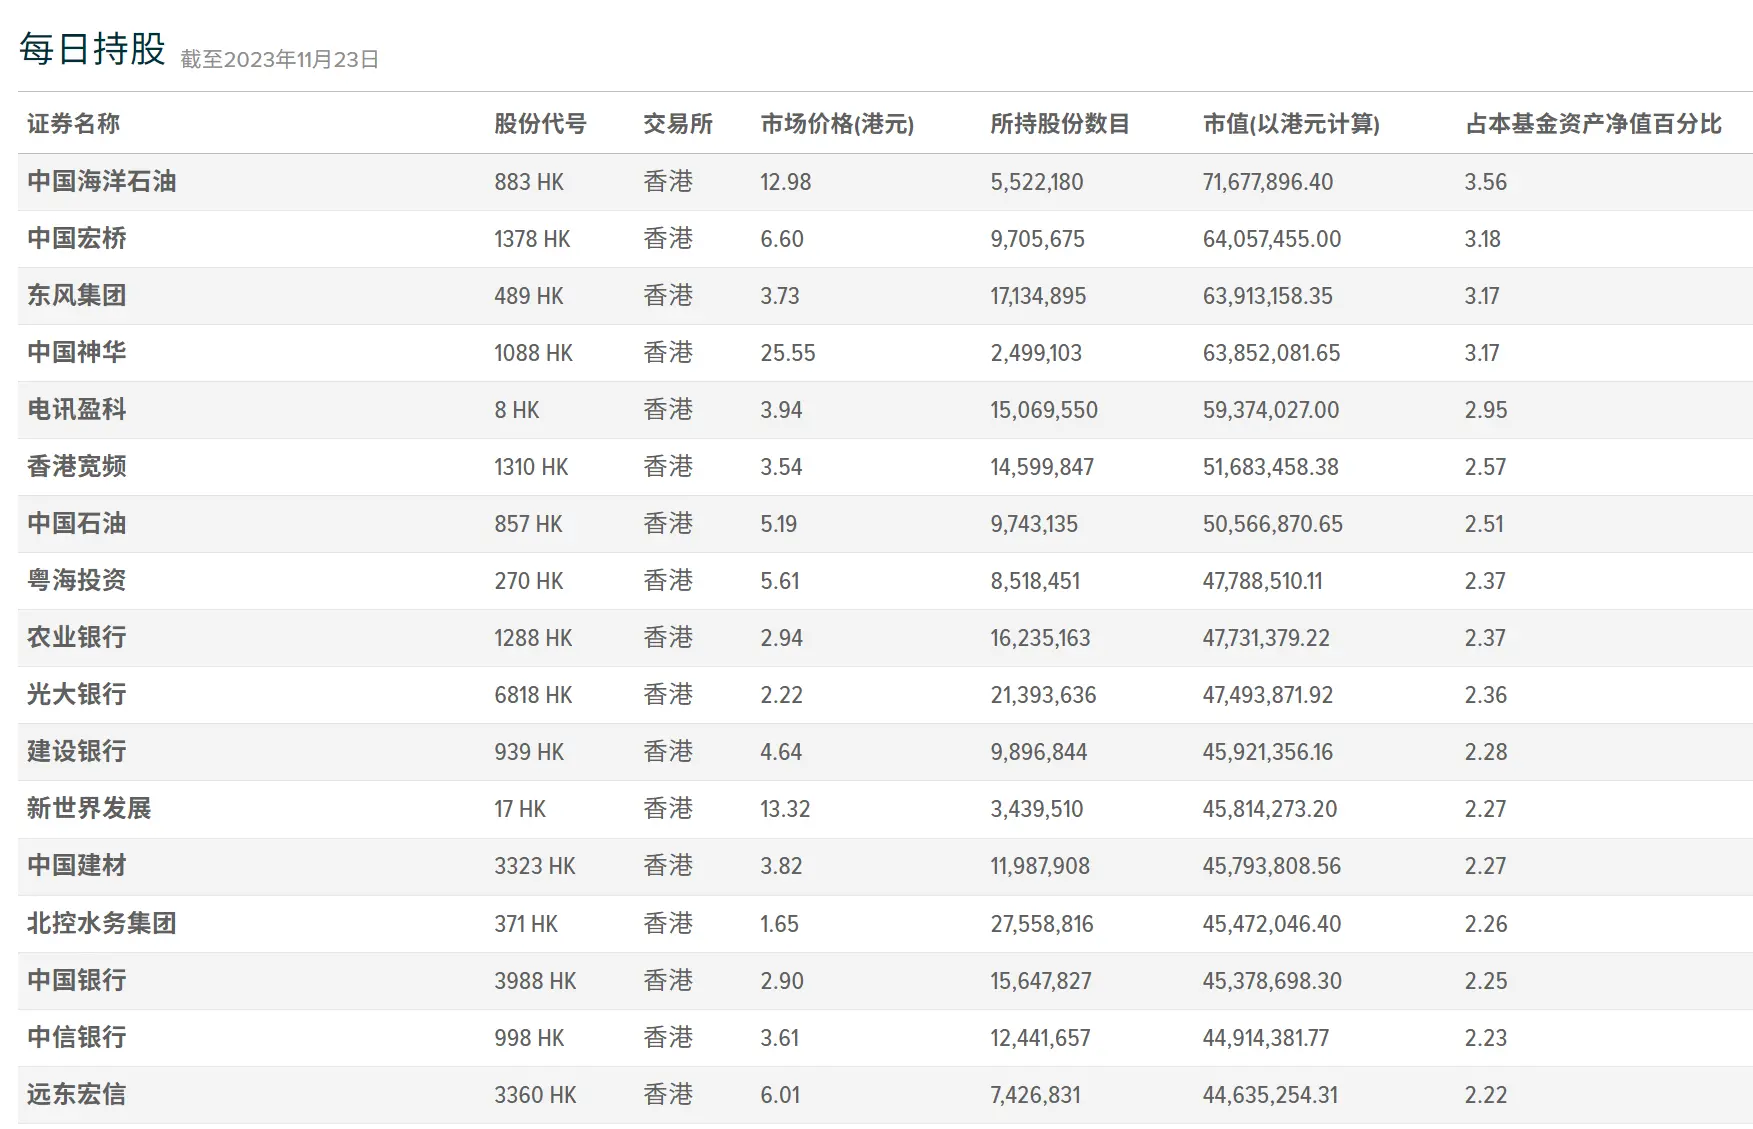 每日持股 截至2023年11月23日
证券名称 股份代号 交易所 市场价格(港元) 所持股份数目 市值(以港元计算) 占本基金资产净值百分比
中国海洋石油 883 HK 香港 12.98 5,522,180 71,677,896.40 3.56
中国宏桥 1378 HK 香港 6.60 9,705,675 64,057,455.00 3.18
东风集团 489 HK 香港 3.73 17,134,895 63,913,158.35 3.17
中国神华 1088 HK 香港 25.55 2,499,103 63,852,081.65 3.17
电讯盈科 8 HK 香港 3.94 15,069,550 59,374,027.00 2.95
香港宽频 1310 HK 香港 3.54 14,599,847 51,683,458.38 2.57
中国石油 857 HK 香港 5.19 9,743,135 50,566,870.65 2.51
粤海投资 270 HK 香港 5.61 8,518,451 47,788,510.11 2.37
农业银行 1288 HK 香港 2.94 16,235,163 47,731,379.22 2.37
光大银行 6818 HK 香港 2.22 21,393,636 47,493,871.92 2.36
建设银行 939 HK 香港 4.64 9,896,844 45,921,356.16 2.28
新世界发展 17 HK 香港 13.32 3,439,510 45,814,273.20 2.27
中国建材 3323 HK 香港 3.82 11,987,908 45,793,808.56 2.27
北控水务集团 371 HK 香港 1.65 27,558,816 45,472,046.40 2.26
中国银行 3988 HK 香港 2.90 15,647,827 45,378,698.30 2.25
中信银行 998 HK 香港 3.61 12,441,657 44,914,381.77 2.23
远东宏信 3360 HK 香港 6.01 7,426,831 44,635,254.31 2.22